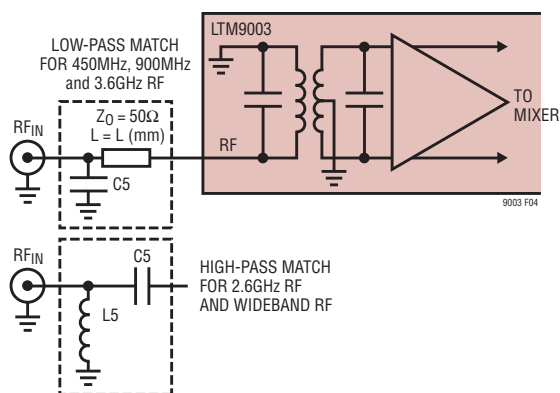 LTM9003
LOW-PASS MATCH
FOR 450MHz, 900MHz
and 3.6GHz RF
ZO = 50Ω
L = L (mm)
RFIN
C5
RF
TO
MIXER
9003 F04
RFIN
C5
L5
HIGH-PASS MATCH
FOR 2.6GHz RF
AND WIDEBAND RF